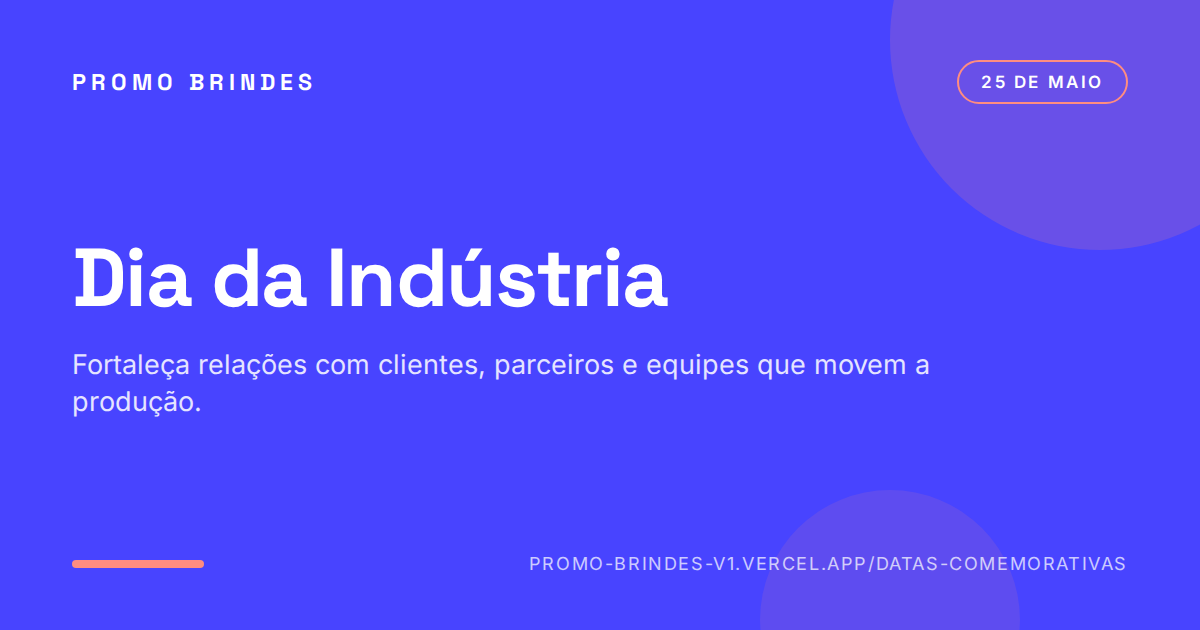 PROMO BRINDES
25 DE MAIO
Dia da Indústria
Fortaleça relações com clientes, parceiros e equipes que movem a
produção.
PROMO-BRINDES-V1.VERCEL.APP/DATAS-COMEMORATIVAS